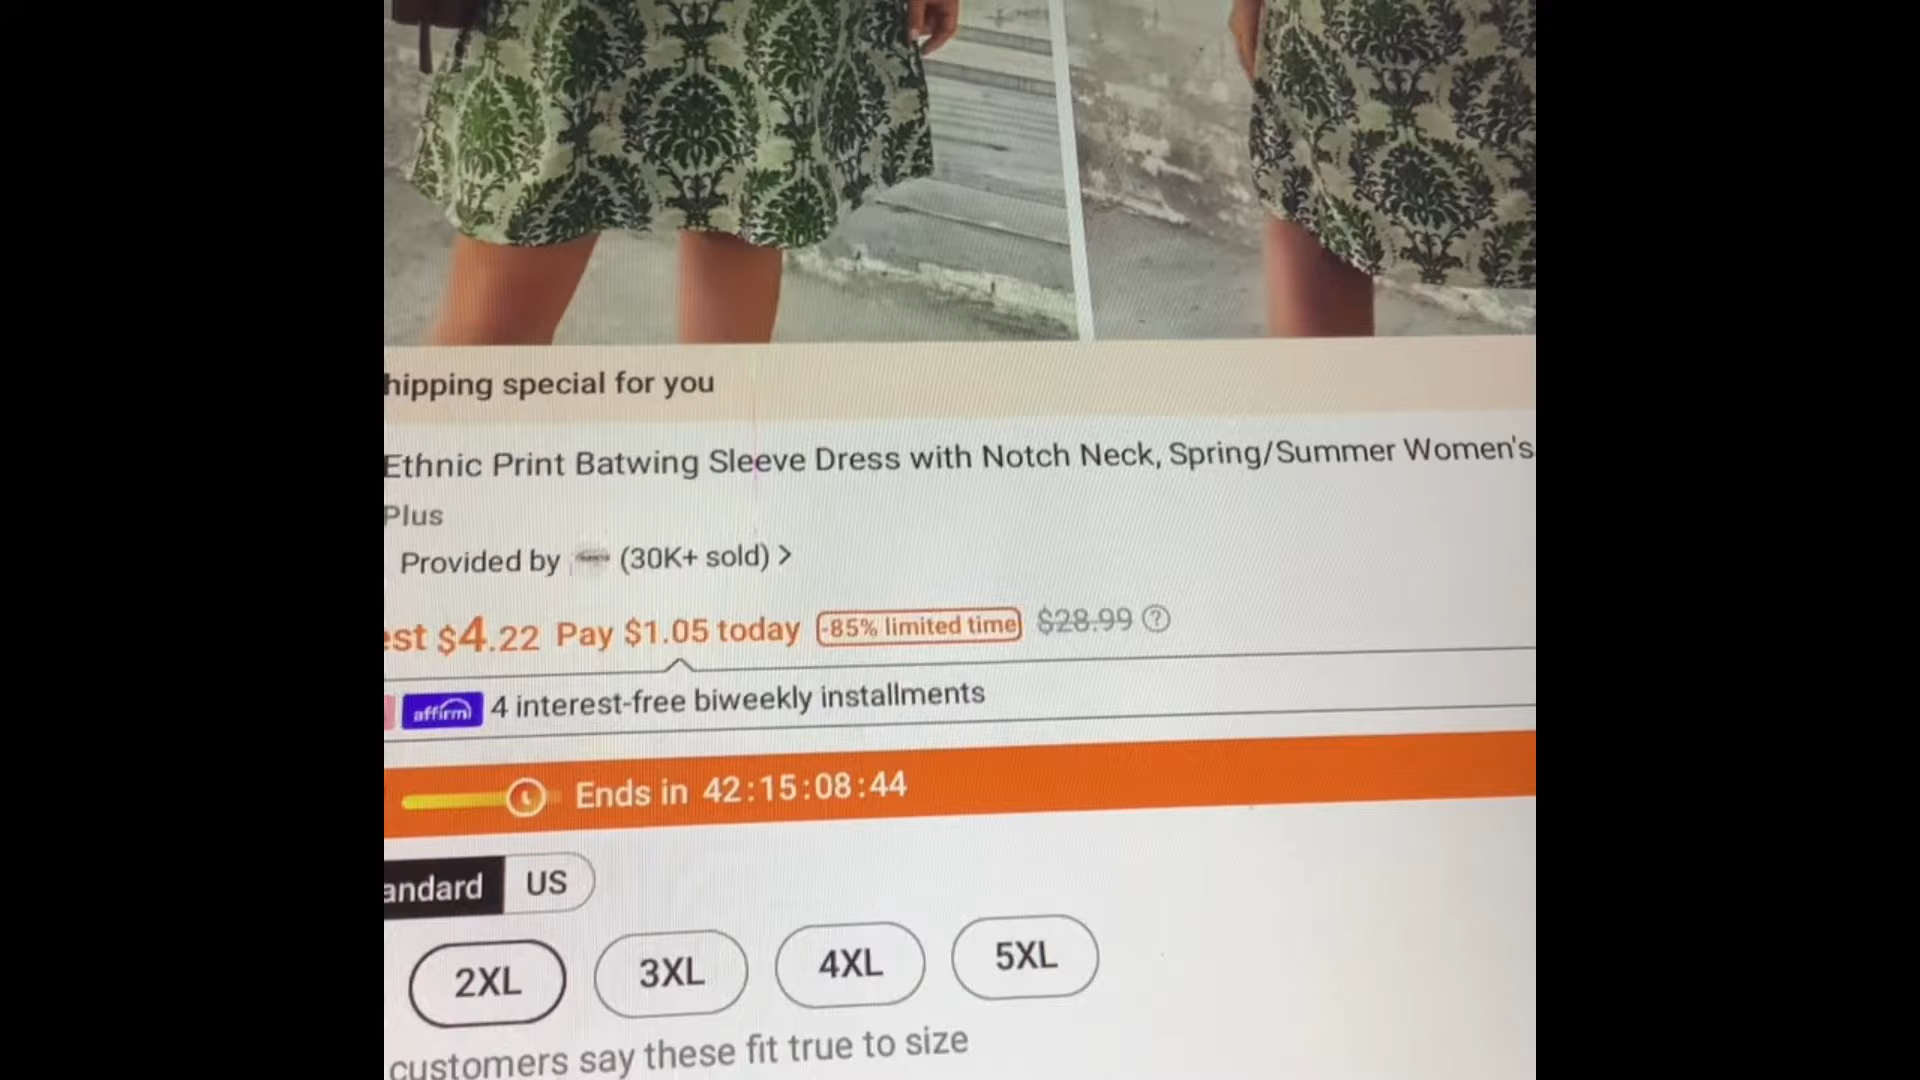 hipping special for you
Ethnic Print Batwing Sleeve Dress with Notch Neck, Spring/Summer Women's
Plus
Provided by (30K+ sold) >
est $4.22 Pay $1.05 today -85% limited time $28.99 ?
affirm 4 interest-free biweekly installments
Ends in 42:15:08:44
andard US
2XL 3XL 4XL 5XL
customers say these fit true to size